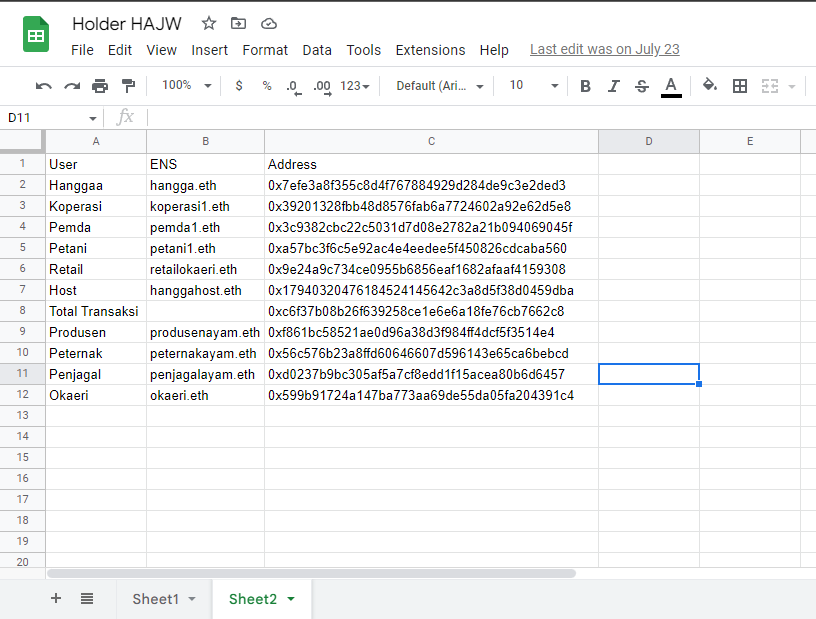 Holder HAJW
File Edit View Insert Format Data Tools Extensions Help Last edit was on July 23
100% $ % .0 .00 123 Default (Ari... 10 B I S A
D11 fx
A B C D E
1 User ENS Address
2 Hanggaa hangga.eth 0x7efe3a8f355c8d4f767884929d284de9c3e2ded3
3 Koperasi koperasi1.eth 0x39201328fbb48d8576fab6a7724602a92e62d5e8
4 Pemda pemda1.eth 0x3c9382cbc22c5031d7d08e2782a21b094069045f
5 Petani petani1.eth 0xa57bc3f6c5e92ac4e4eedee5f450826cdcaba560
6 Retail retailokaeri.eth 0x9e24a9c734ce0955b6856eaf1682afaaf4159308
7 Host hanggahost.eth 0x17940320476184524145642c3a8d5f38d0459dba
8 Total Transaksi 0xc6f37b08b26f639258ce1e6e6a18fe76cb7662c8
9 Produsen produsenayam.eth 0xf861bc58521ae0d96a38d3f984ff4dcf5f3514e4
10 Peternak peternakayam.eth 0x56c576b23a8ffd60646607d596143e65ca6bebcd
11 Penjagal penjagalayam.eth 0xd0237b9bc305af5a7cf8edd1f15acea80b6d6457
12 Okaeri okaeri.eth 0x599b91724a147ba773aa69de55da05fa204391c4
13
14
15
16
17
18
19
20
Sheet1 Sheet2